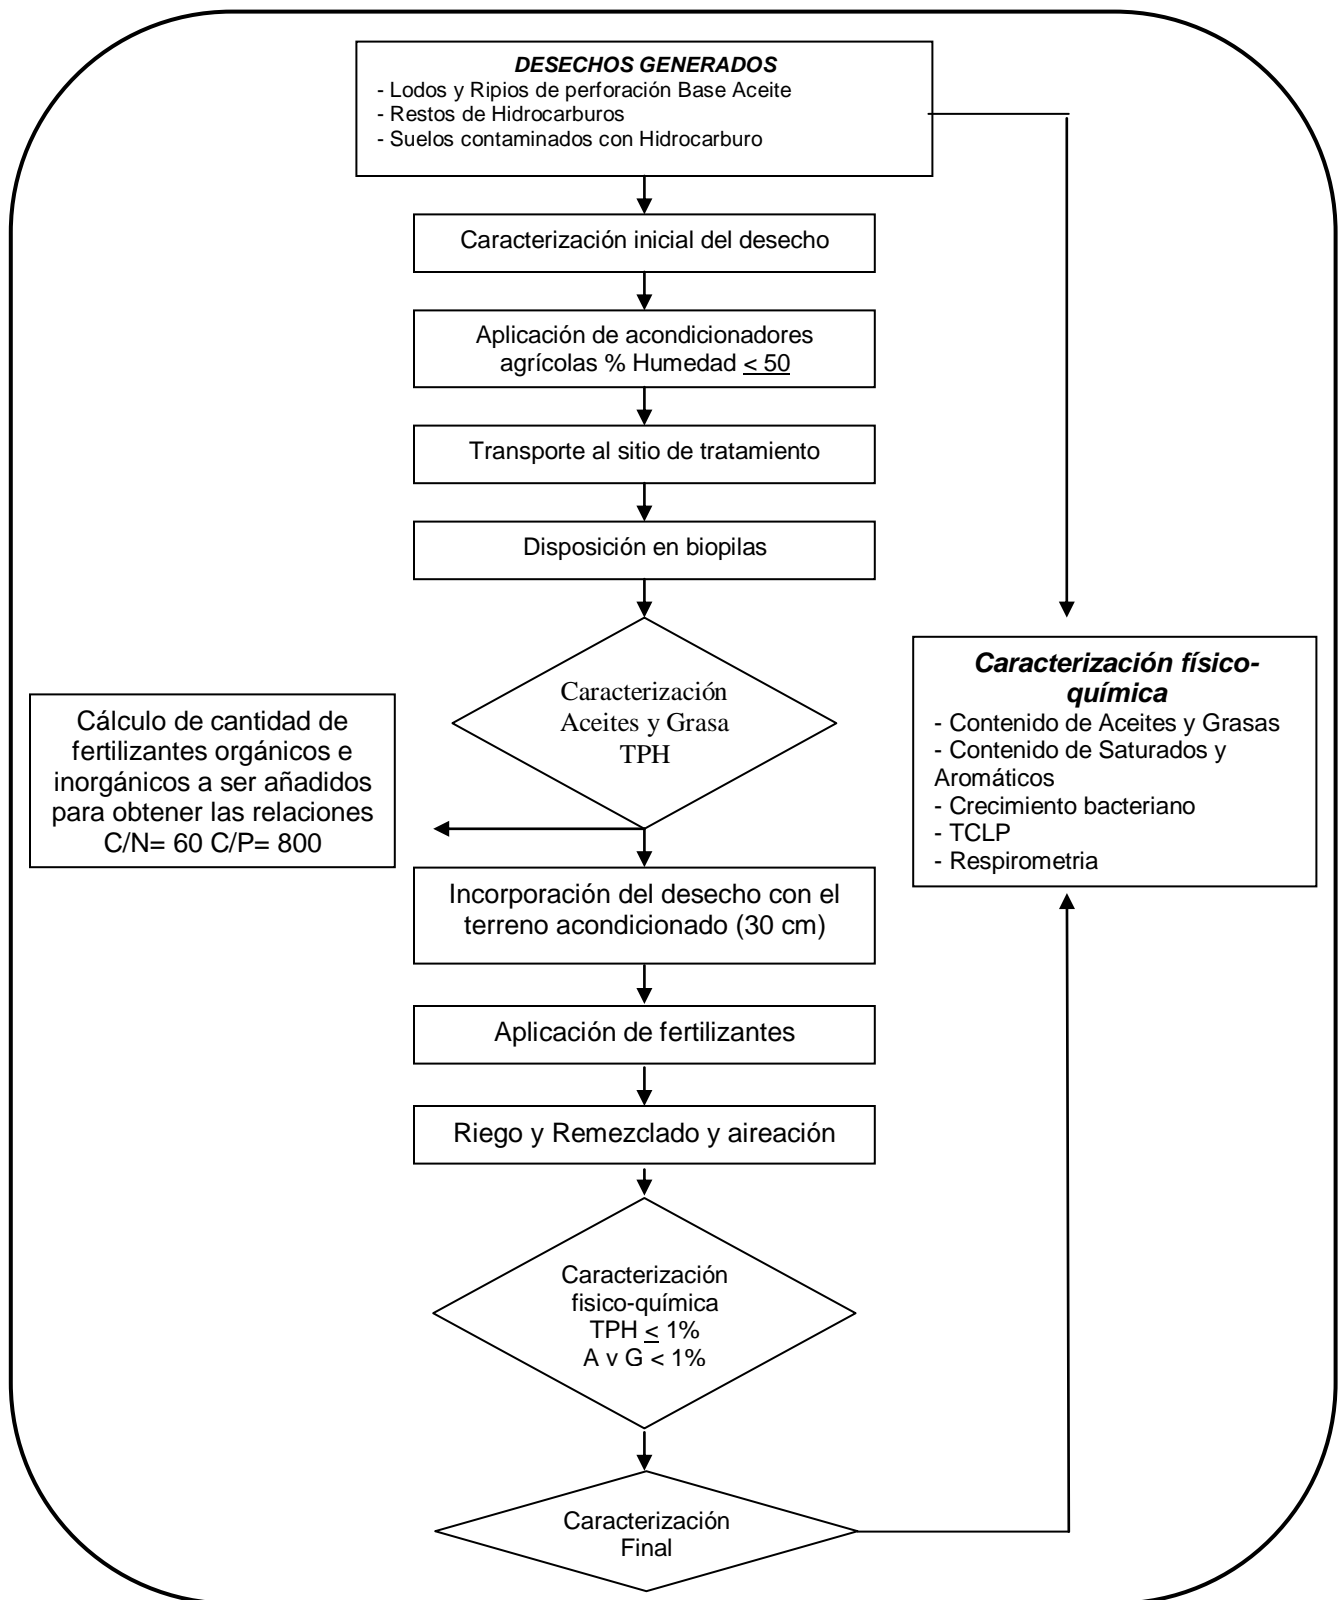 DESECHOS GENERADOS
- Lodos y Ripios de perforación Base Aceite
- Restos de Hidrocarburos
- Suelos contaminados con Hidrocarburo
Caracterización inicial del desecho
Aplicación de acondicionadores
agrícolas % Humedad < 50
Transporte al sitio de tratamiento
Disposición en biopilas
Caracterización
Aceites y Grasa
TPH
Cálculo de cantidad de
fertilizantes orgánicos e
inorgánicos a ser añadidos
para obtener las relaciones
C/N= 60 C/P= 800
Caracterización físico-
química
- Contenido de Aceites y Grasas
- Contenido de Saturados y
Aromáticos
- Crecimiento bacteriano
- TCLP
- Respirometria
Incorporación del desecho con el
terreno acondicionado (30 cm)
Aplicación de fertilizantes
Riego y Remezclado y aireación
Caracterización
fisico-química
TPH < 1%
A y G < 1%
Caracterización
Final